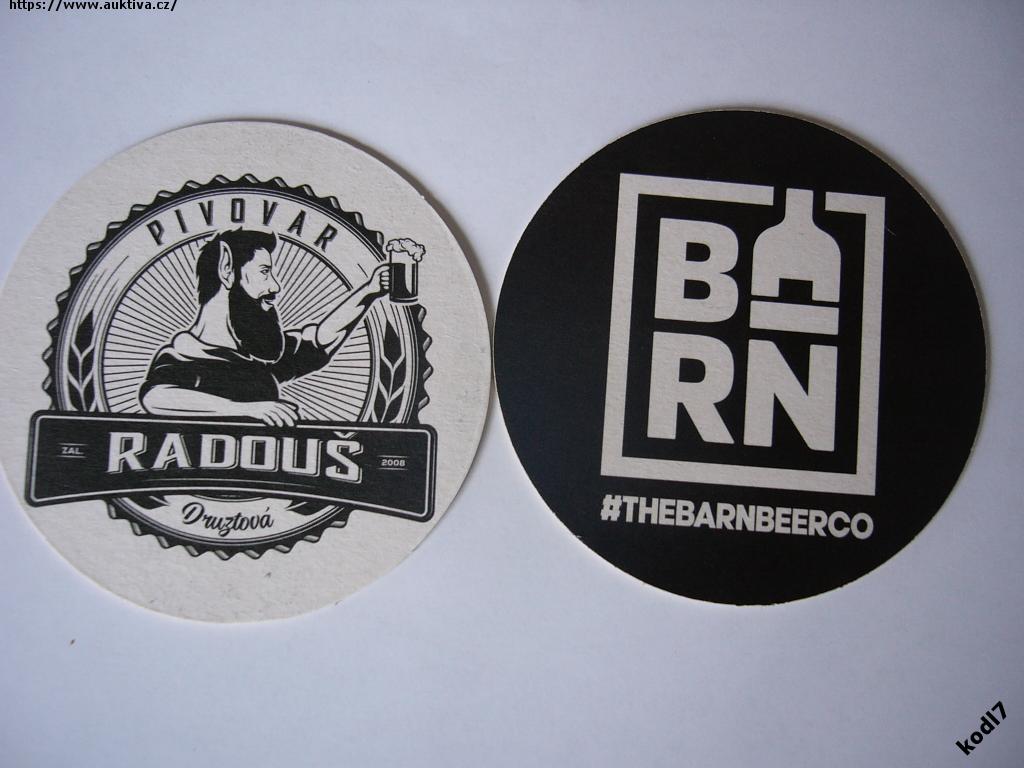 https://www.auktiva.cz/
PIVOVAR
ZAL. RADOUŠ 2008
Druztová
BARN
#THEBARNBEERCO
kodl7